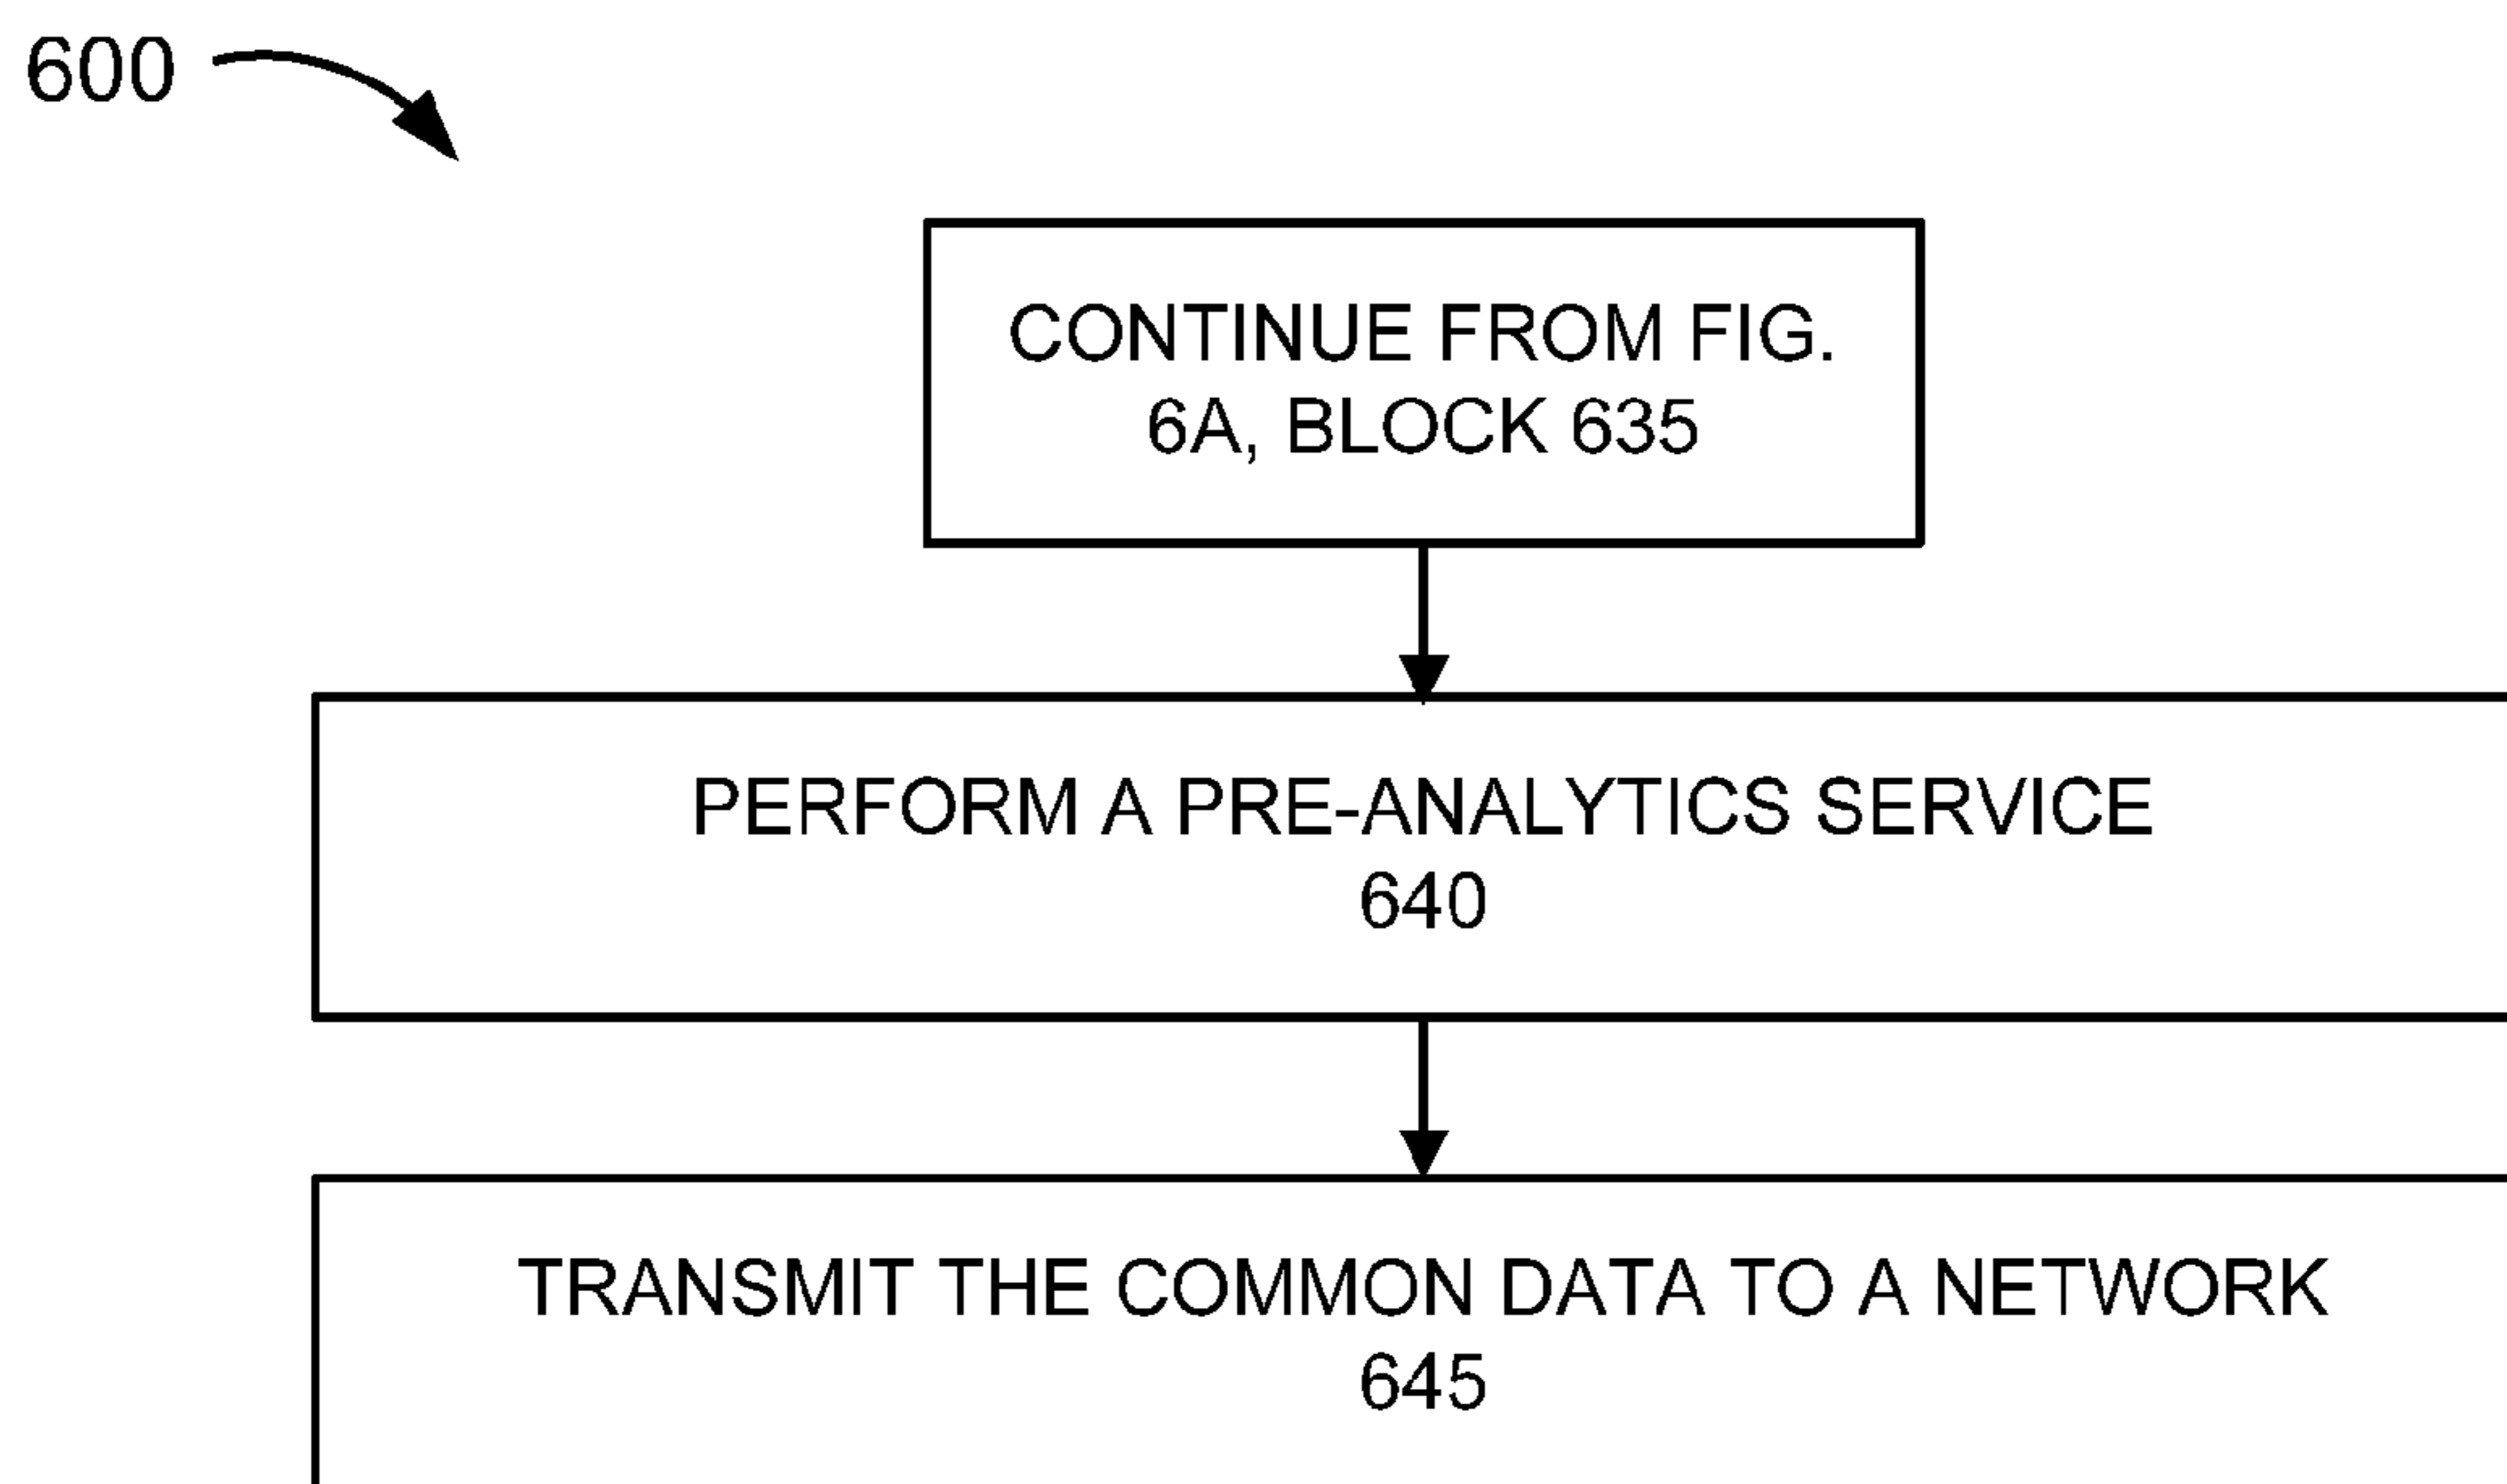 600
CONTINUE FROM FIG.
6A, BLOCK 635
PERFORM A PRE-ANALYTICS SERVICE
640
TRANSMIT THE COMMON DATA TO A NETWORK
645